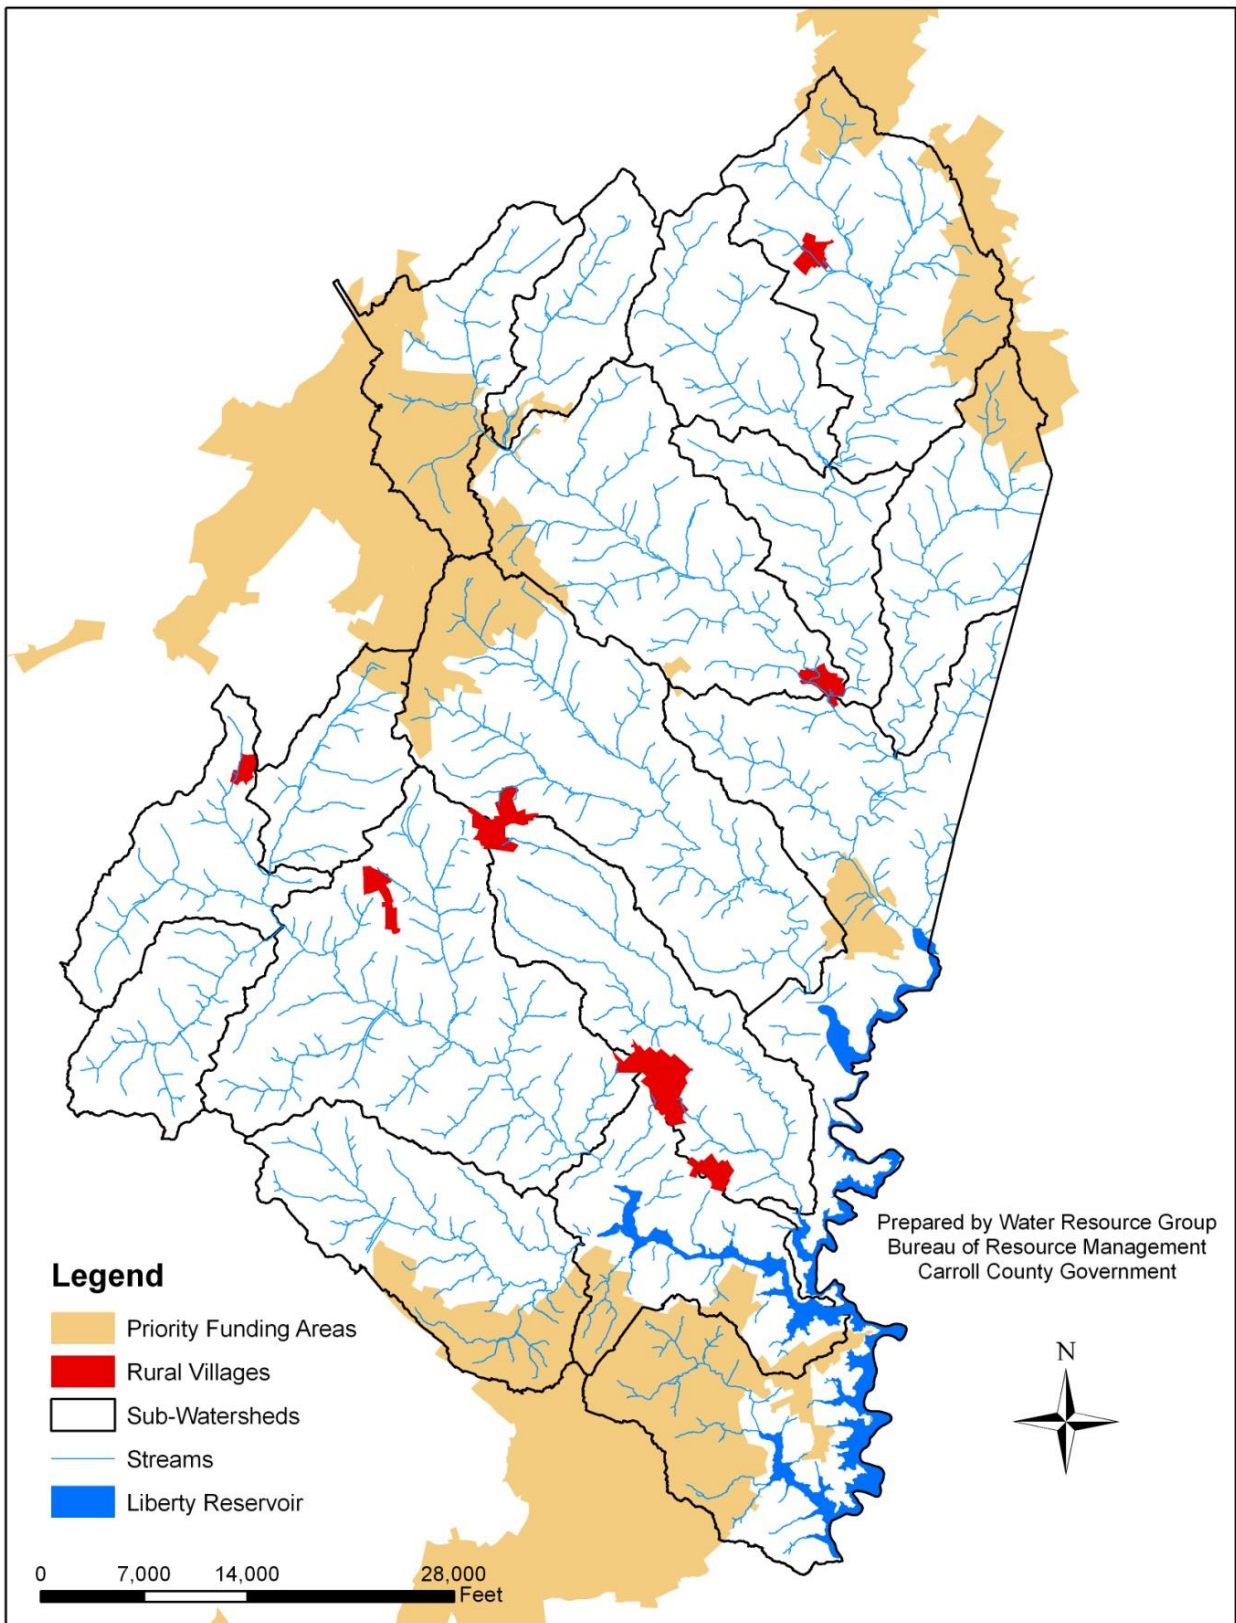 Prepared by Water Resource Group
Bureau of Resource Management
Carroll County Government
Legend
Priority Funding Areas
Rural Villages
Sub-Watersheds
Streams
Liberty Reservoir
N
0 7,000 14,000 28,000
Feet